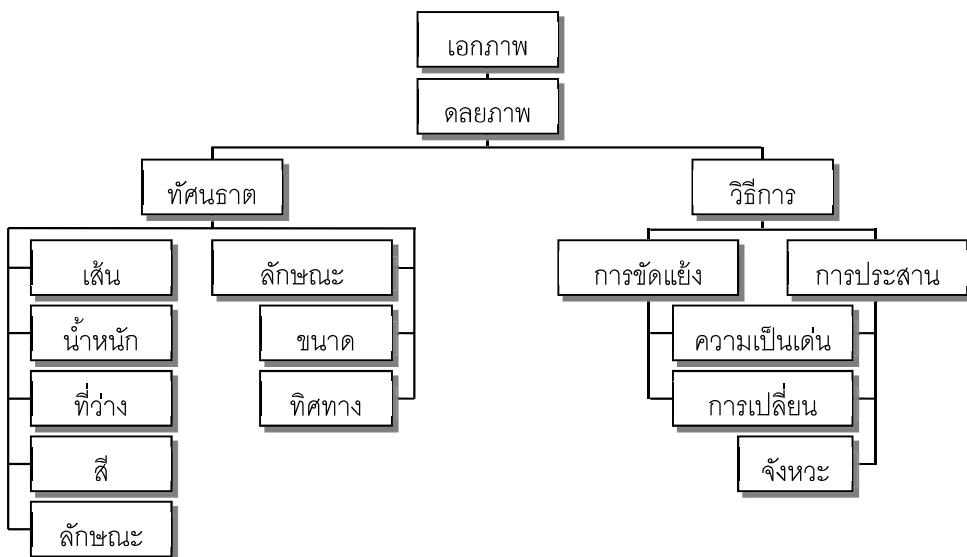 เอกภาพ
ดลยภาพ
ทัศนธาต
วิธีการ
เส้น
ลักษณะ
การขัดแย้ง
การประสาน
น้ำหนัก
ขนาด
ความเป็นเด่น
ที่ว่าง
ทิศทาง
การเปลี่ยน
สี
จังหวะ
ลักษณะ